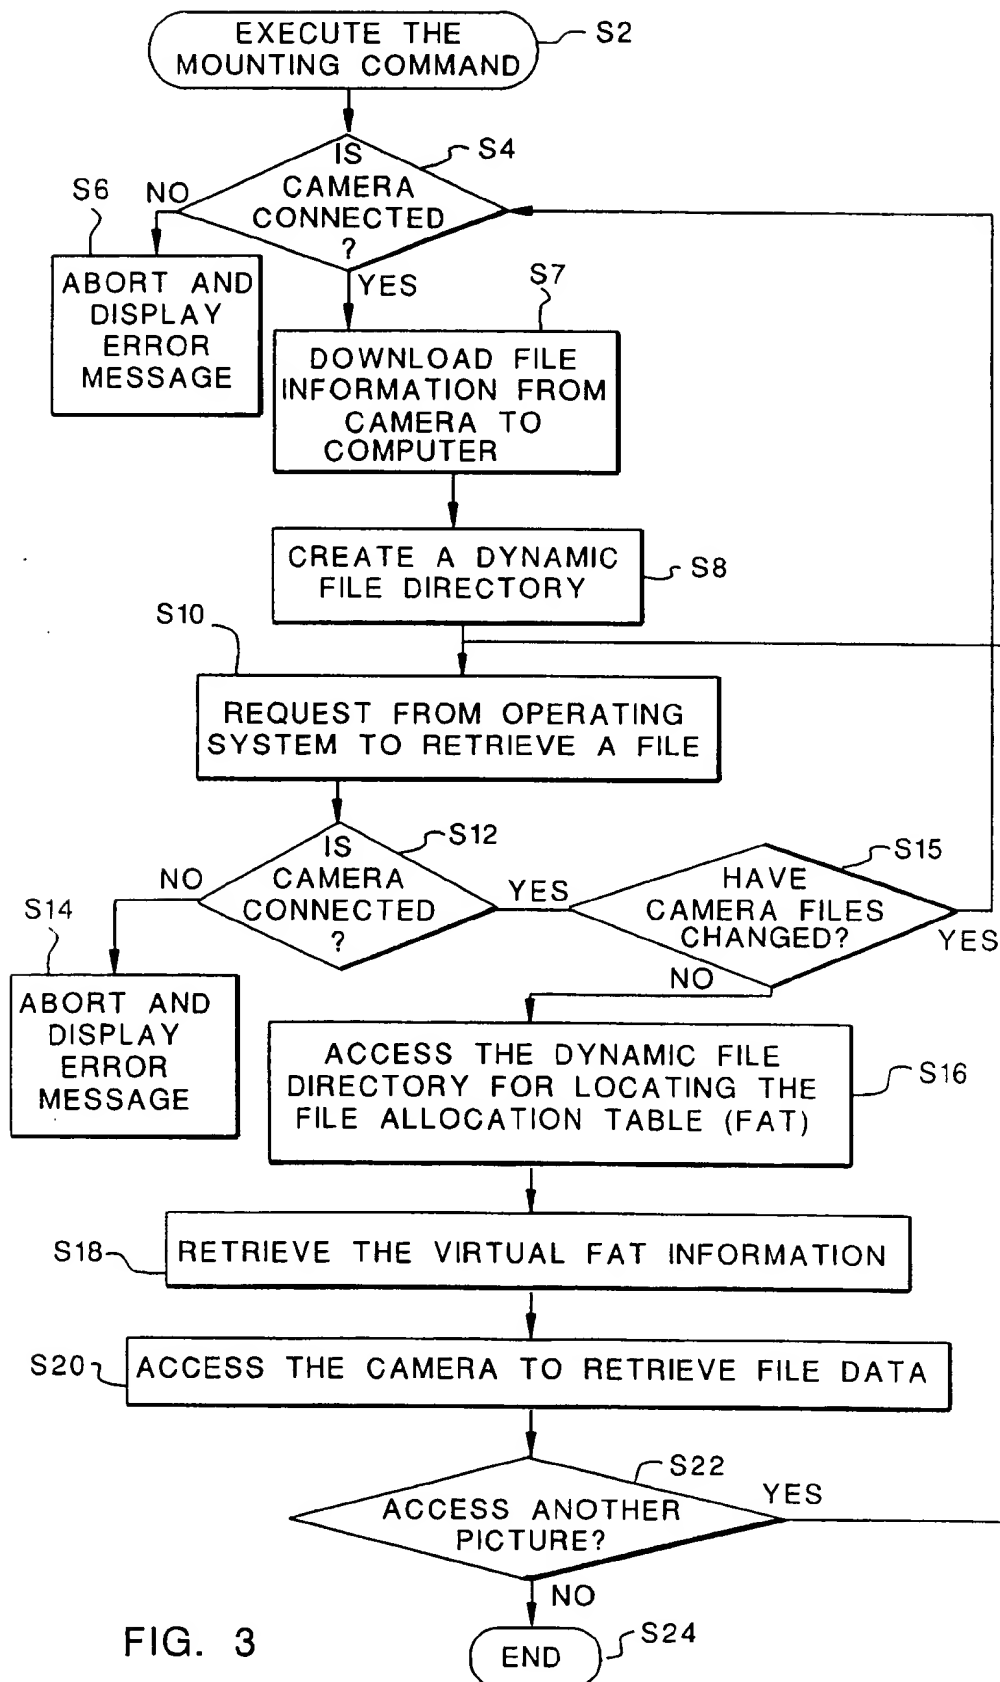 EXECUTE THE
MOUNTING COMMAND
S2
IS
CAMERA
CONNECTED
?
S4
NO
S6
ABORT AND
DISPLAY
ERROR
MESSAGE
YES
S7
DOWNLOAD FILE
INFORMATION FROM
CAMERA TO
COMPUTER
CREATE A DYNAMIC
FILE DIRECTORY
S8
S10
REQUEST FROM OPERATING
SYSTEM TO RETRIEVE A FILE
IS
CAMERA
CONNECTED
?
S12
NO
S14
ABORT AND
DISPLAY
ERROR
MESSAGE
YES
HAVE
CAMERA FILES
CHANGED?
S15
YES
NO
ACCESS THE DYNAMIC FILE
DIRECTORY FOR LOCATING THE
FILE ALLOCATION TABLE (FAT)
S16
S18
RETRIEVE THE VIRTUAL FAT INFORMATION
S20
ACCESS THE CAMERA TO RETRIEVE FILE DATA
S22
ACCESS ANOTHER
PICTURE?
YES
NO
END
S24
FIG. 3